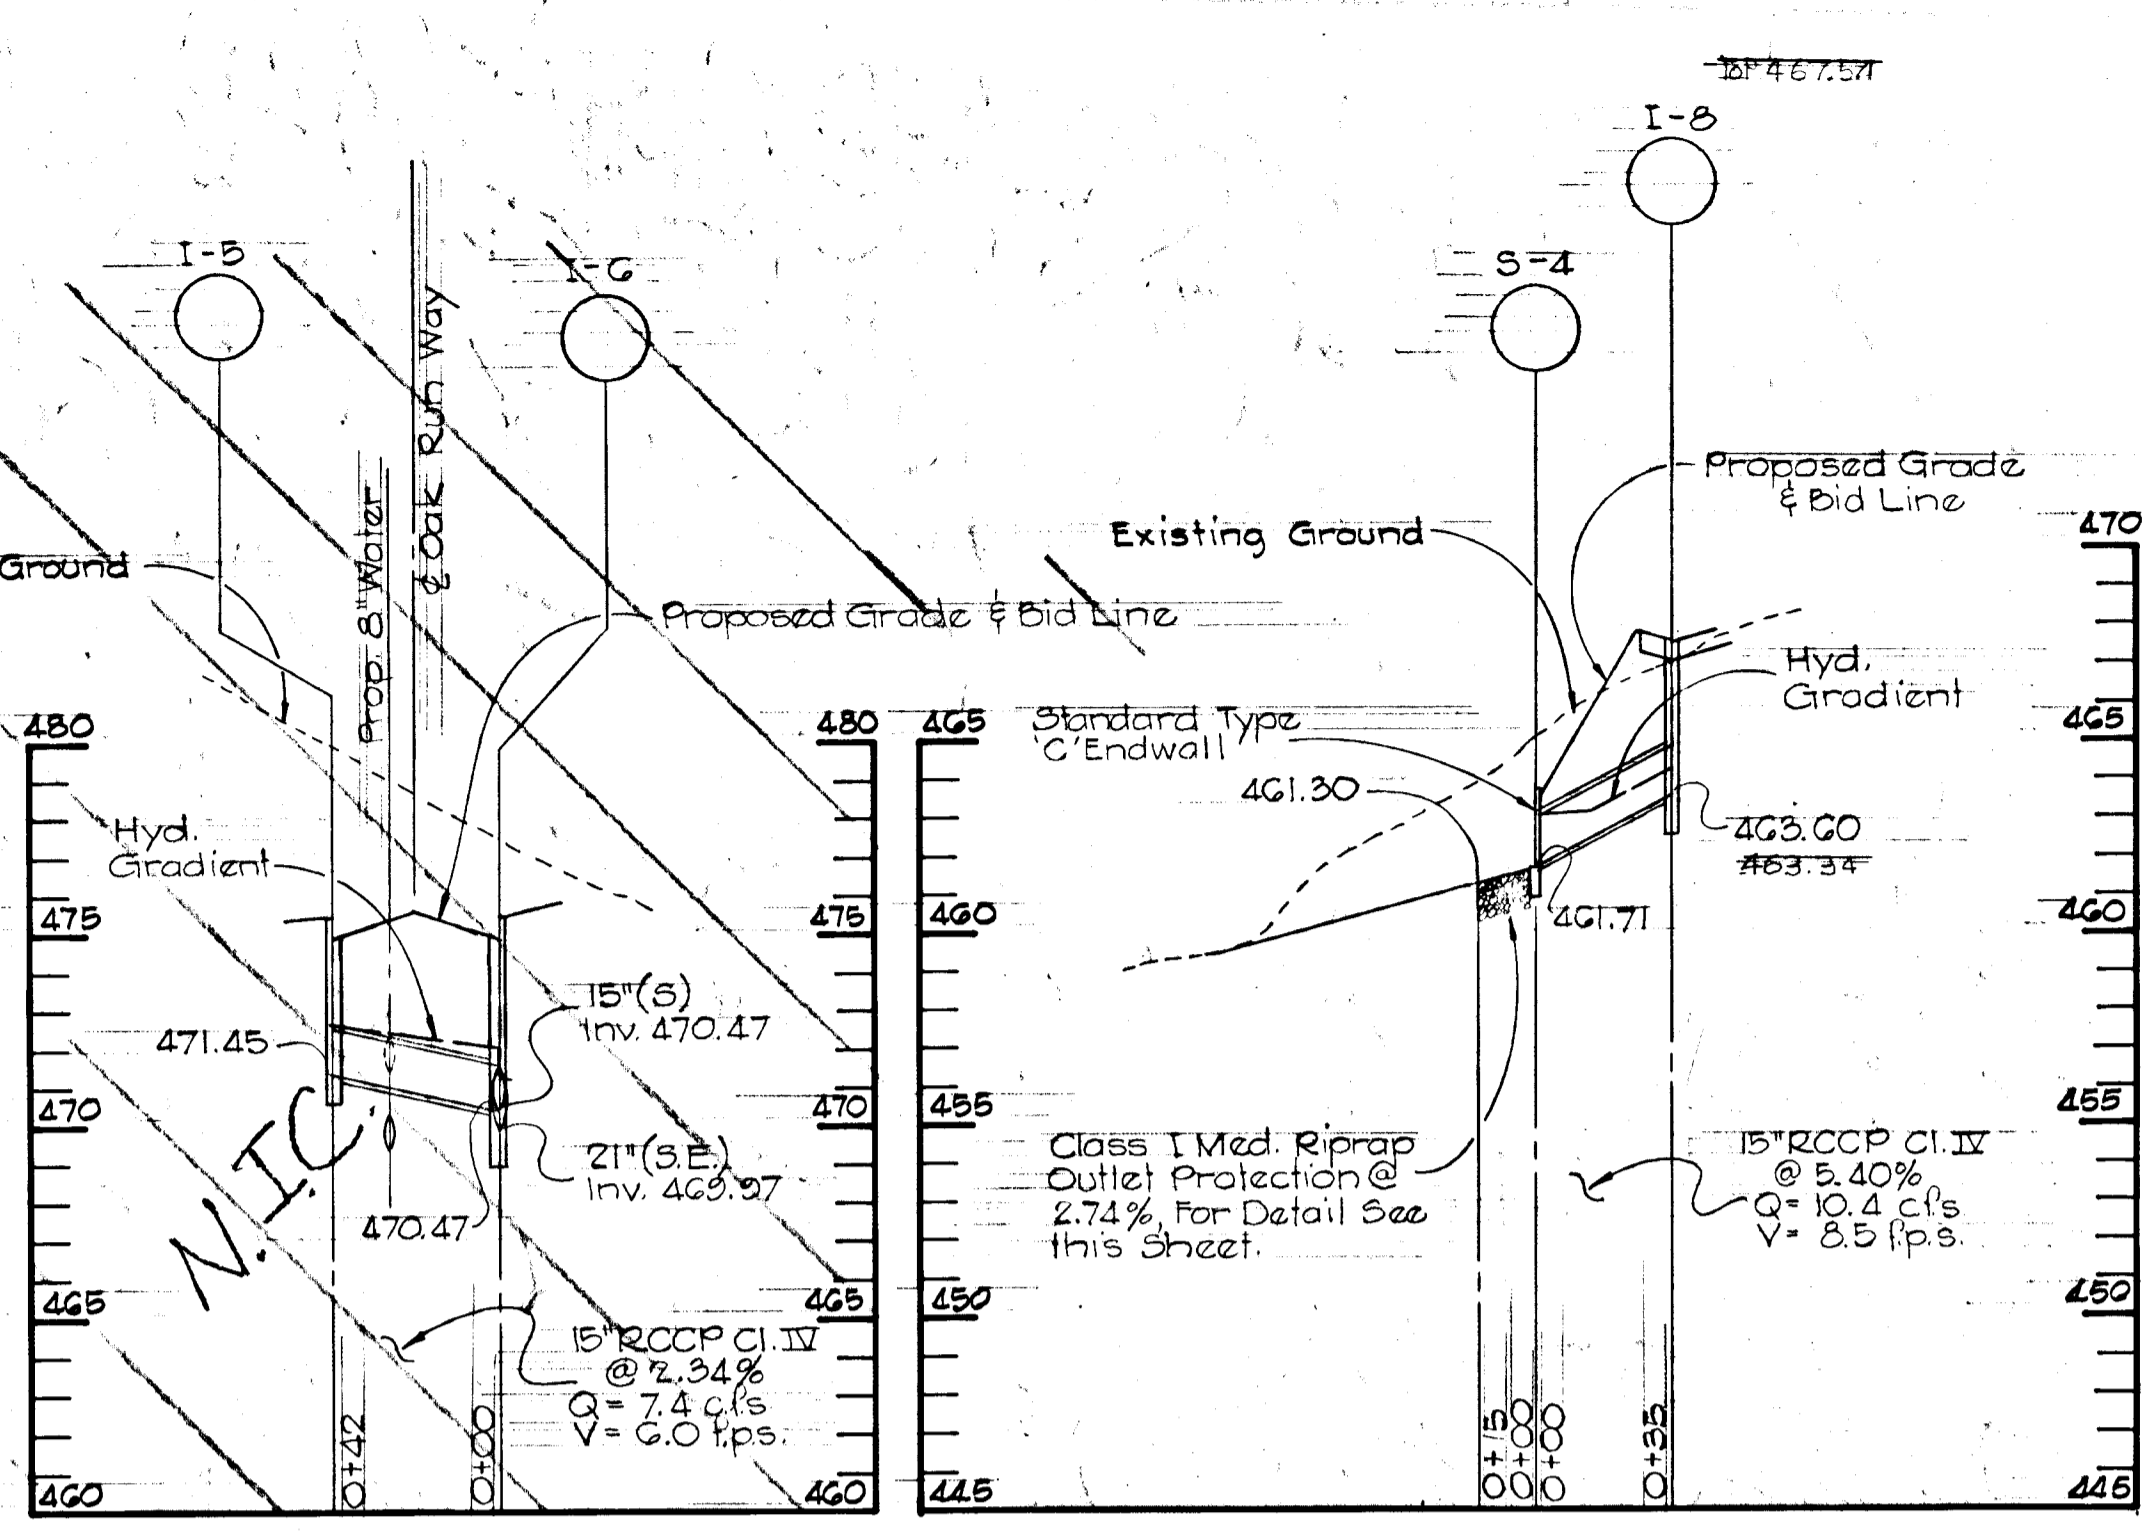 TOP 467.57
I-8
I-5
I-6
S-4
℄ Oak Run Way
Prop. 8" Water
Ground
Proposed Grade & Bid Line
Proposed Grade
& Bid Line
Existing Ground
Hyd.
Gradient
Standard Type
'C' Endwall
461.30
463.60
463.34
461.71
Hyd.
Gradient
471.45
15"(S)
Inv. 470.47
21"(S.E.)
Inv. 469.97
470.47
N.I.C.
15" RCCP Cl. IV
@ 2.34%
Q = 7.4 c.f.s
V = 6.0 f.p.s.
Class I Med. Riprap
Outlet Protection @
2.74%, For Detail See
this Sheet.
15" RCCP Cl. IV
@ 5.40%
Q = 10.4 c.f.s
V = 8.5 f.p.s.
480
475
470
465
460
480
475
470
465
460
465
460
455
450
445
470
465
460
455
450
445
0+42
0+00
0+15
0+00
0+00
0+35